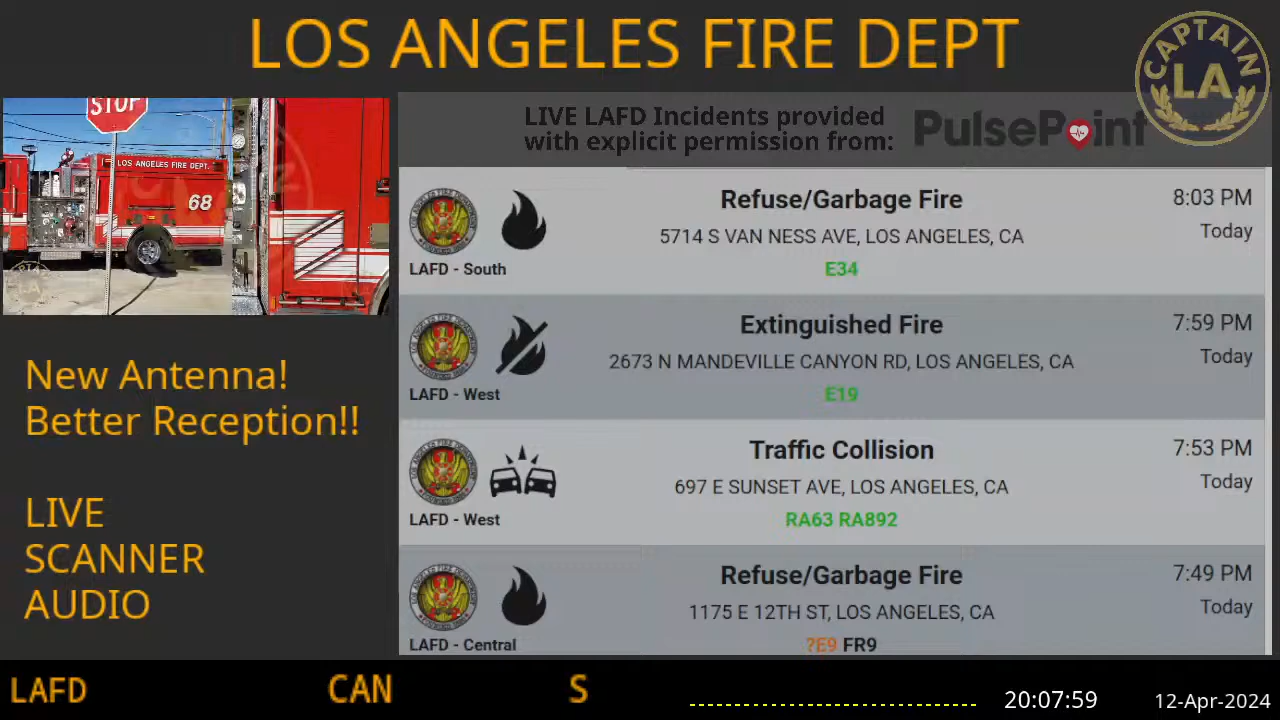 LOS ANGELES FIRE DEPT
CAPTAIN
LA
LIVE LAFD Incidents provided
with explicit permission from:
PulsePoint
STOP
LOS ANGELES FIRE DEPT.
68
Refuse/Garbage Fire
8:03 PM
5714 S VAN NESS AVE, LOS ANGELES, CA
Today
LAFD - South
E34
Extinguished Fire
7:59 PM
2673 N MANDEVILLE CANYON RD, LOS ANGELES, CA
Today
LAFD - West
E19
Traffic Collision
7:53 PM
697 E SUNSET AVE, LOS ANGELES, CA
Today
LAFD - West
RA63 RA892
Refuse/Garbage Fire
7:49 PM
1175 E 12TH ST, LOS ANGELES, CA
Today
LAFD - Central
?E9 FR9
New Antenna!
Better Reception!!
LIVE
SCANNER
AUDIO
LAFD CAN S
20:07:59 12-Apr-2024